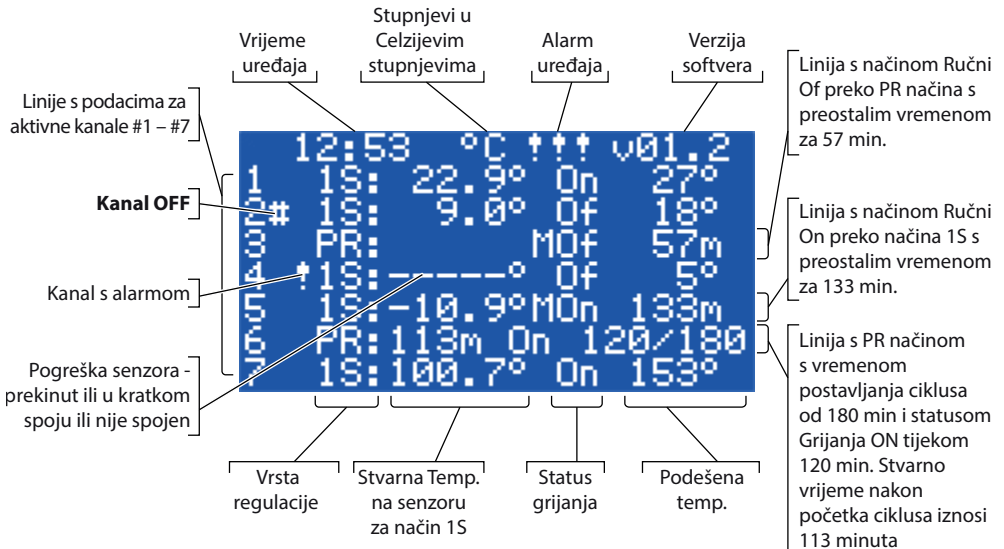 Vrijeme
uređaja
Stupnjevi u
Celzijevim
stupnjevima
Alarm
uređaja
Verzija
softvera
Linije s podacima za
aktivne kanale #1 – #7
Kanal OFF
Kanal s alarmom
Pogreška senzora -
prekinut ili u kratkom
spoju ili nije spojen
12:53 °C !!! v01.2
1 1S: 22.9° On 27°
2# 1S: 9.0° Of 18°
3 PR: MOf 57m
4 !1S:-----° Of 5°
5 1S:-10.9°MOn 133m
6 PR:113m On 120/180
7 1S:100.7° On 153°
Linija s načinom Ručni
Of preko PR načina s
preostalim vremenom
za 57 min.
Linija s načinom Ručni
On preko načina 1S s
preostalim vremenom
za 133 min.
Linija s PR načinom
s vremenom
postavljanja ciklusa
od 180 min i statusom
Grijanja ON tijekom
120 min. Stvarno
vrijeme nakon
početka ciklusa iznosi
113 minuta
Vrsta
regulacije
Stvarna Temp.
na senzoru
za način 1S
Status
grijanja
Podešena
temp.